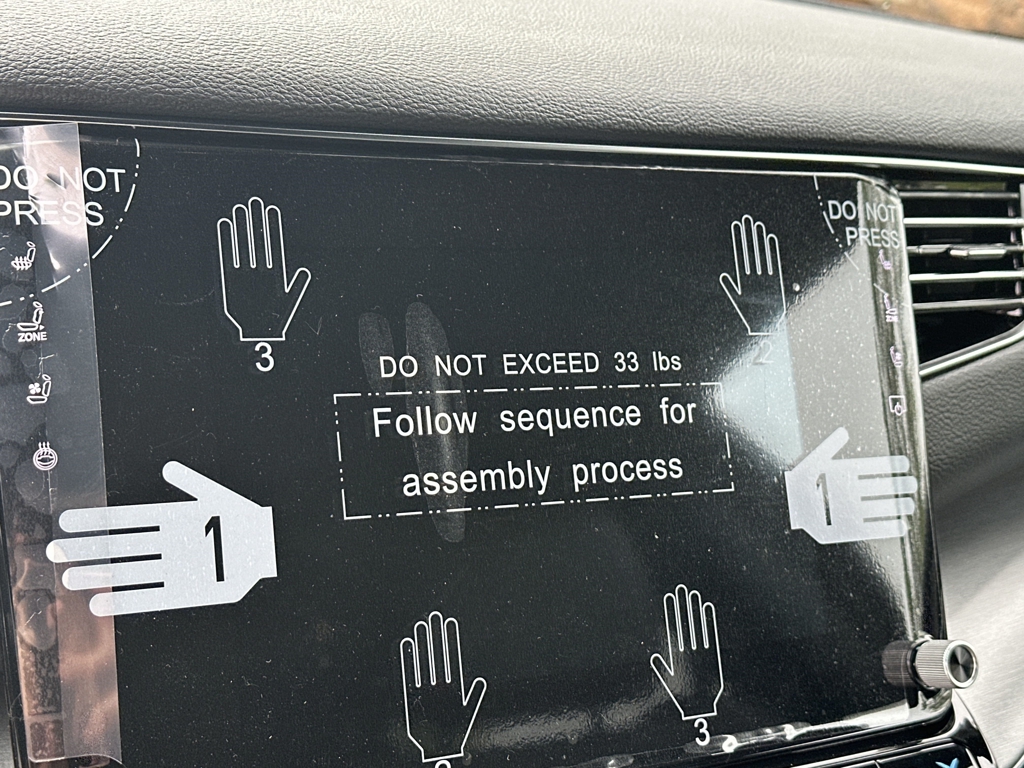 DO NOT
PRESS
DO NOT
PRESS
ZONE
3
DO NOT EXCEED 33 lbs
Follow sequence for
assembly process
1
1
3